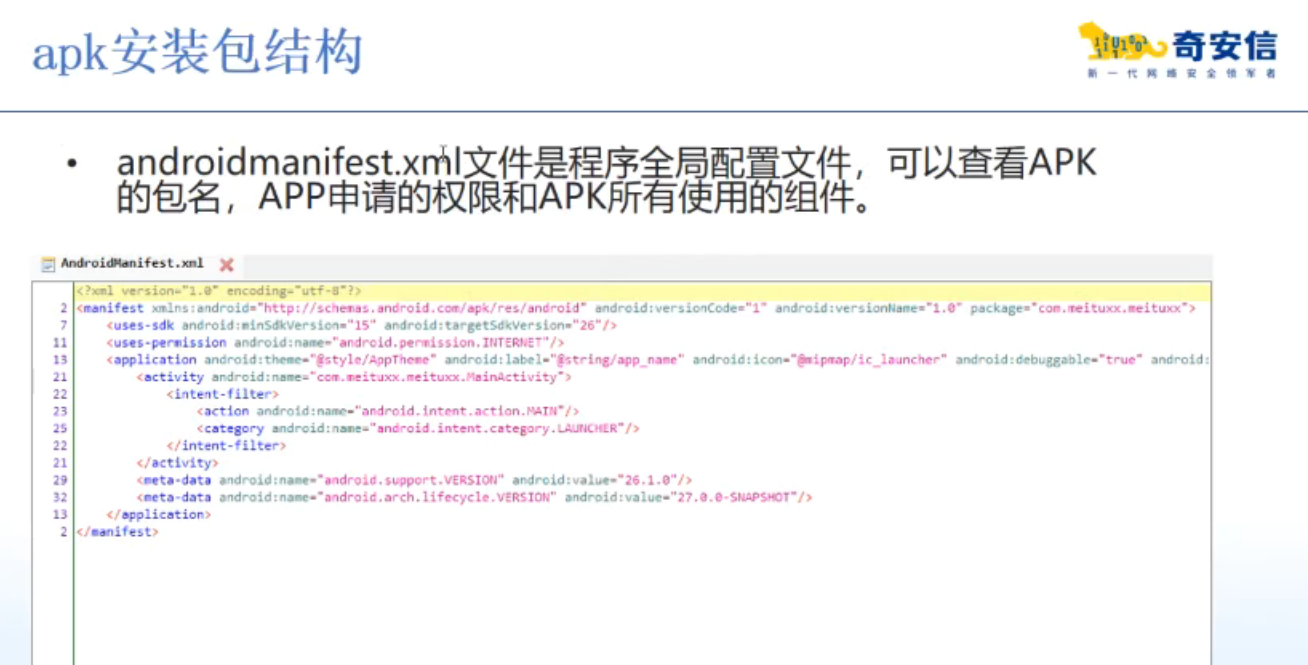 apk安装包结构
奇安信
新一代网络安全领军者
• androidmanifest.xml文件是程序全局配置文件，可以查看APK
的包名，APP申请的权限和APK所有使用的组件。
AndroidManifest.xml
<?xml version="1.0" encoding="utf-8"?>
2 <manifest xmlns:android="http://schemas.android.com/apk/res/android" android:versionCode="1" android:versionName="1.0" package="com.meituxx.meituxx">
7 <uses-sdk android:minSdkVersion="15" android:targetSdkVersion="26"/>
11 <uses-permission android:name="android.permission.INTERNET"/>
13 <application android:theme="@style/AppTheme" android:label="@string/app_name" android:icon="@mipmap/ic_launcher" android:debuggable="true" android:
21 <activity android:name="com.meituxx.meituxx.MainActivity">
22 <intent-filter>
23 <action android:name="android.intent.action.MAIN"/>
25 <category android:name="android.intent.category.LAUNCHER"/>
22 </intent-filter>
21 </activity>
29 <meta-data android:name="android.support.VERSION" android:value="26.1.0"/>
32 <meta-data android:name="android.arch.lifecycle.VERSION" android:value="27.0.0-SNAPSHOT"/>
13 </application>
2 </manifest>